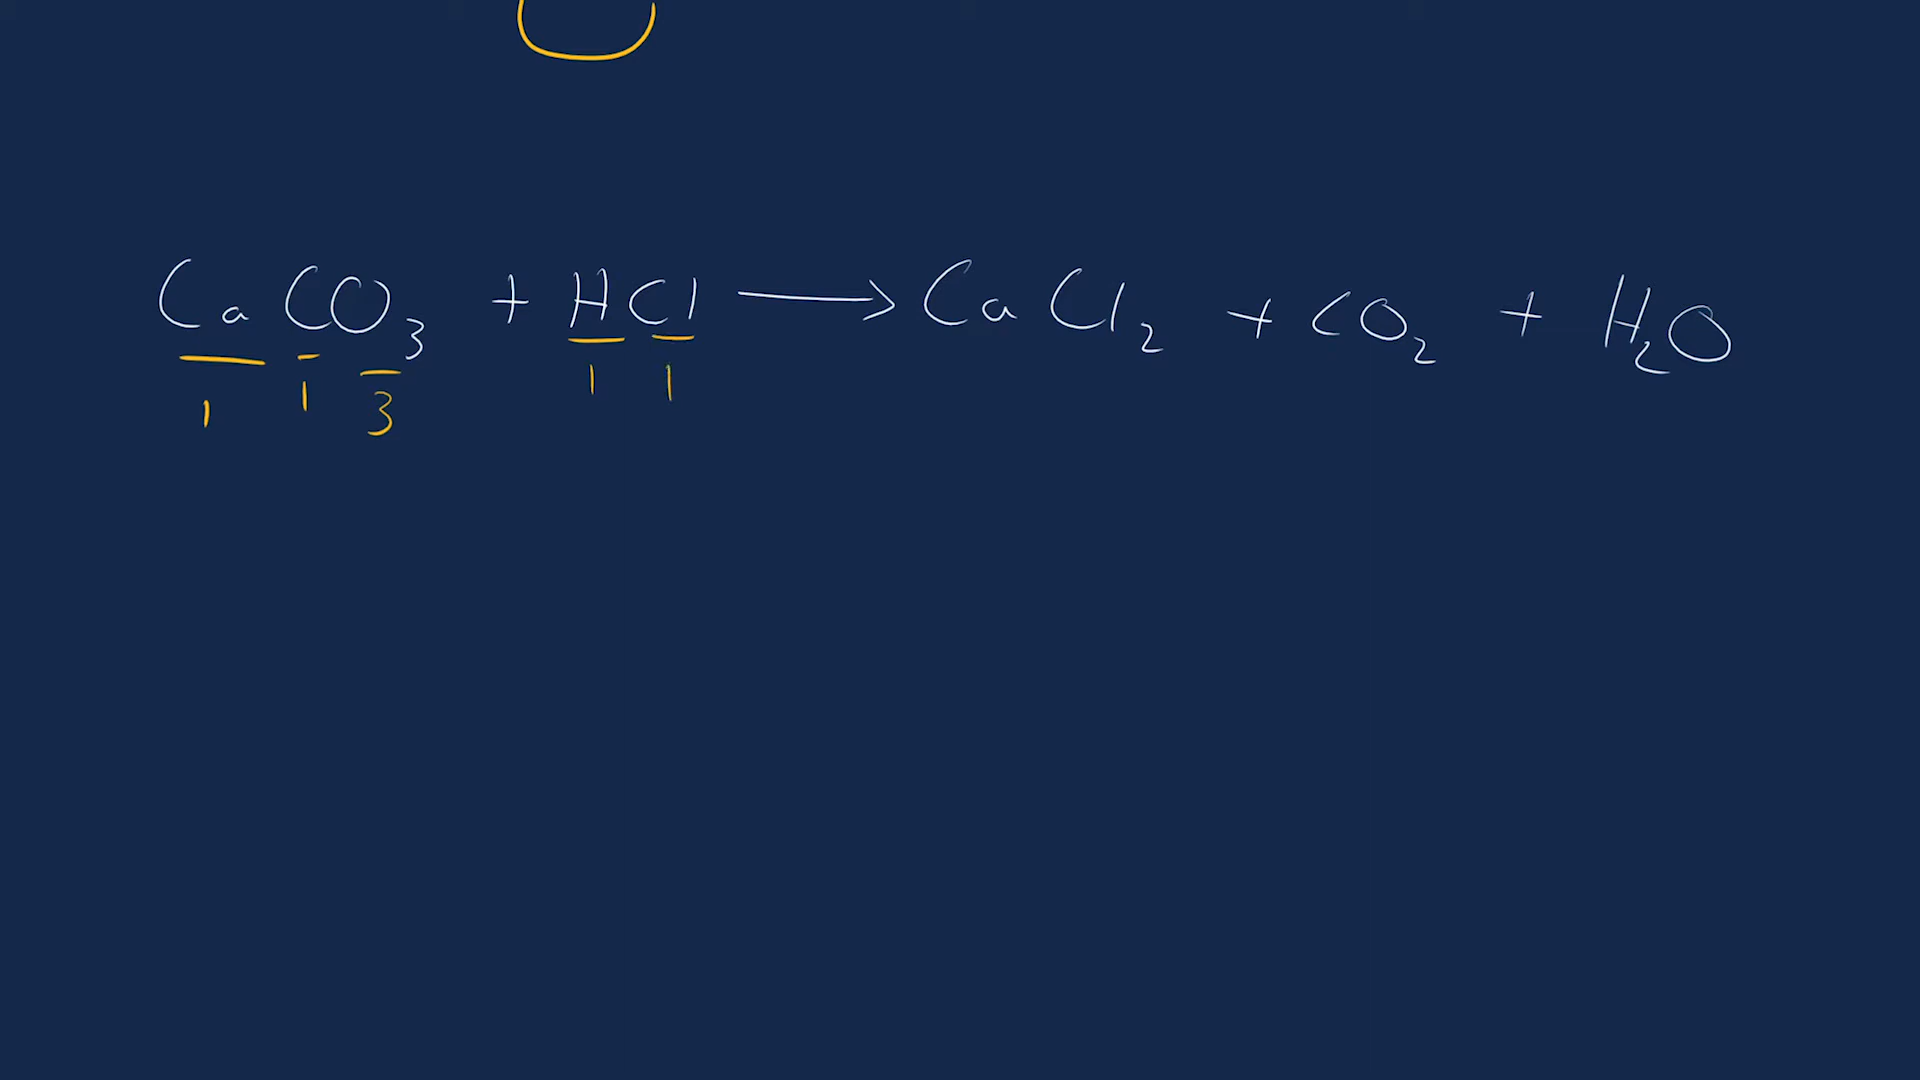 CaCO₃ + HCl → CaCl₂ + CO₂ + H₂O
1 1 3 1 1